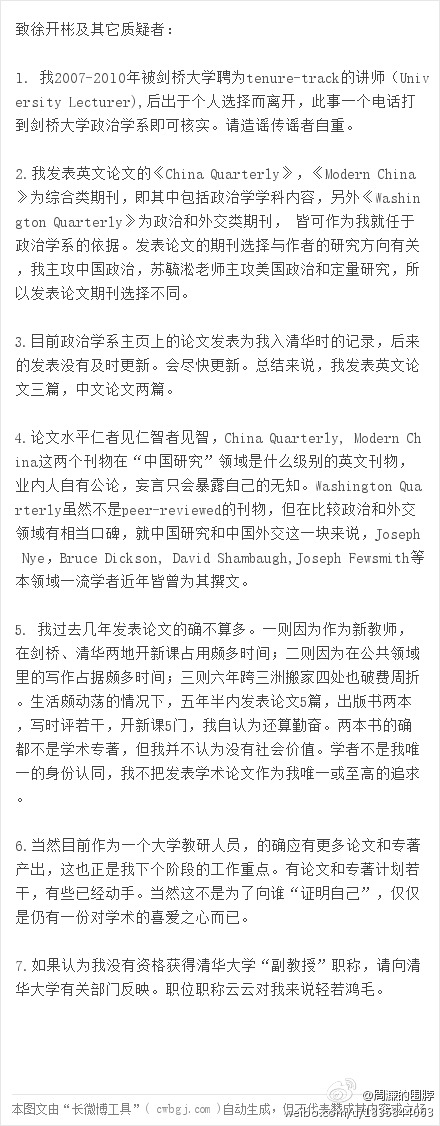 致徐开彬及其它质疑者：
1. 我2007-2010年被剑桥大学聘为tenure-track的讲师（Univ
ersity Lecturer),后出于个人选择而离开，此事一个电话打
到剑桥大学政治学系即可核实。请造谣传谣者自重。
2.我发表英文论文的《China Quarterly》，《Modern China
》为综合类期刊，即其中包括政治学学科内容，另外《Washin
gton Quarterly》为政治和外交类期刊， 皆可作为我就任于
政治学系的依据。发表论文的期刊选择与作者的研究方向有关
，我主攻中国政治，苏毓淞老师主攻美国政治和定量研究，所
以发表论文期刊选择不同。
3.目前政治学系主页上的论文发表为我入清华时的记录，后来
的发表没有及时更新。会尽快更新。总结来说，我发表英文论
文三篇，中文论文两篇。
4.论文水平仁者见仁智者见智，China Quarterly, Modern Ch
ina这两个刊物在“中国研究”领域是什么级别的英文刊物，
业内人自有公论，妄言只会暴露自己的无知。Washington Qua
rterly虽然不是peer-reviewed的刊物，但在比较政治和外交
领域有相当口碑，就中国研究和中国外交这一块来说，Joseph
Nye，Bruce Dickson, David Shambaugh,Joseph Fewsmith等
本领域一流学者近年皆曾为其撰文。
5. 我过去几年发表论文的确不算多。一则因为作为新教师，
在剑桥、清华两地开新课占用颇多时间；二则因为在公共领域
里的写作占据颇多时间；三则六年跨三洲搬家四处也破费周折
。生活颇动荡的情况下，五年半内发表论文5篇，出版书两本
，写时评若干，开新课5门，我自认为还算勤奋。两本书的确
都不是学术专著，但我并不认为没有社会价值。学者不是我唯
一的身份认同，我不把发表学术论文作为我唯一或至高的追求
。
6.当然目前作为一个大学教研人员，的确应有更多论文和专著
产出，这也正是我下个阶段的工作重点。有论文和专著计划若
干，有些已经动手。当然这不是为了向谁“证明自己”，仅仅
是仍有一份对学术的喜爱之心而已。
7.如果认为我没有资格获得清华大学“副教授”职称，请向清
华大学有关部门反映。职位职称云云对我来说轻若鸿毛。
@周濂的围脖
本图文由“长微博工具”( cwbgj.com )自动生成，但不代表赞成其内容或立场